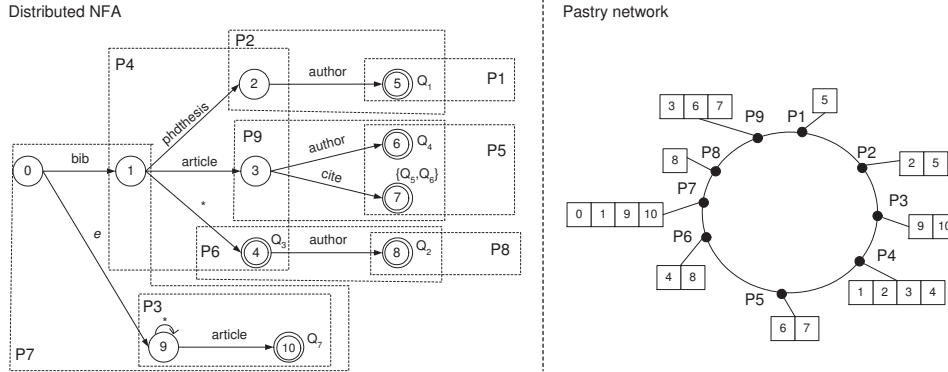 Distributed NFA
P4
P2
2
author
5
Q1
P1
phdthesis
P9
3
author
6
Q4
P5
cite
{Q5,Q6}
7
0
bib
1
article
*
P6
4
Q3
author
8
Q2
P8
e
P3
*
9
article
10
Q7
P7
Pastry network
3 6 7
P9
P1
5
8
P8
P2
2 5
0 1 9 10
P7
P3
9 10
P6
4 8
P4
1 2 3 4
P5
6 7